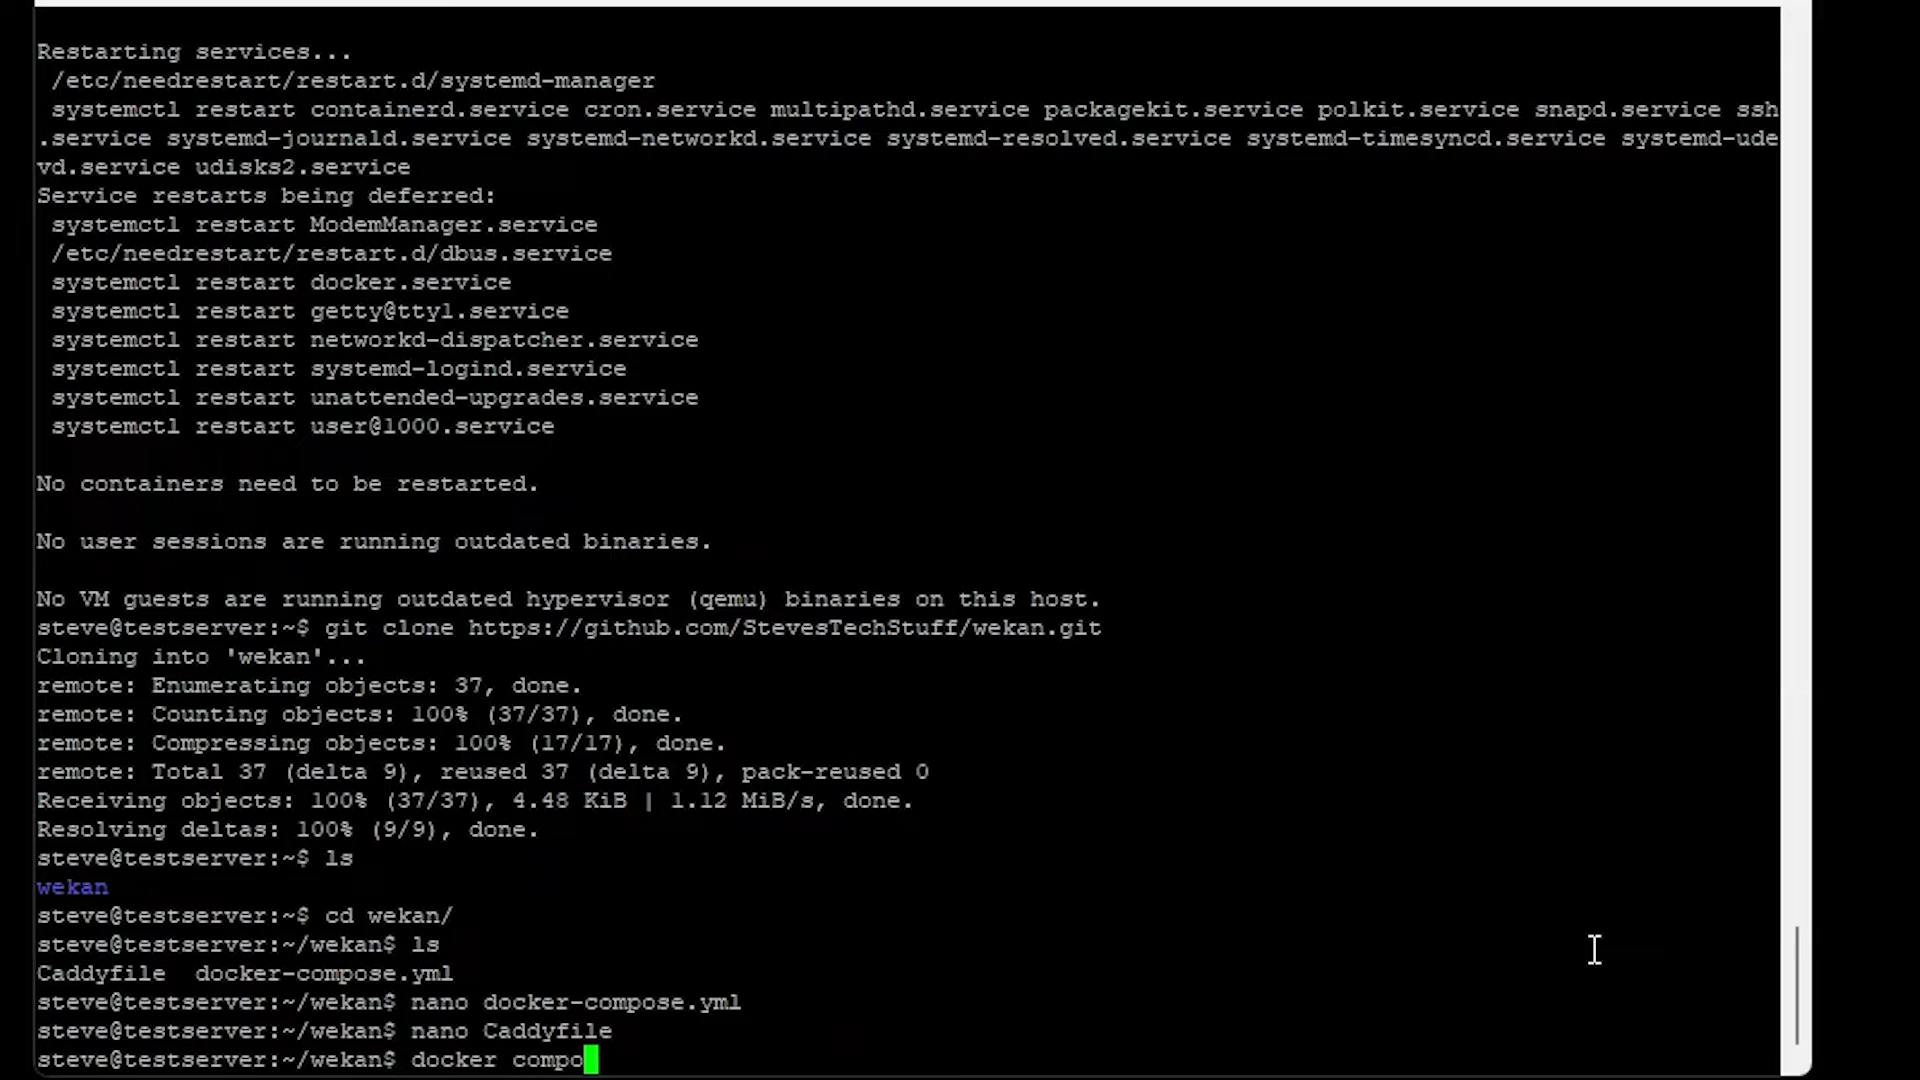 Restarting services...
/etc/needrestart/restart.d/systemd-manager
systemctl restart containerd.service cron.service multipathd.service packagekit.service polkit.service snapd.service ssh
.service systemd-journald.service systemd-networkd.service systemd-resolved.service systemd-timesyncd.service systemd-ude
vd.service udisks2.service
Service restarts being deferred:
systemctl restart ModemManager.service
/etc/needrestart/restart.d/dbus.service
systemctl restart docker.service
systemctl restart getty@tty1.service
systemctl restart networkd-dispatcher.service
systemctl restart systemd-logind.service
systemctl restart unattended-upgrades.service
systemctl restart user@1000.service
No containers need to be restarted.
No user sessions are running outdated binaries.
No VM guests are running outdated hypervisor (qemu) binaries on this host.
steve@testserver:~$ git clone https://github.com/StevesTechStuff/wekan.git
Cloning into 'wekan'...
remote: Enumerating objects: 37, done.
remote: Counting objects: 100% (37/37), done.
remote: Compressing objects: 100% (17/17), done.
remote: Total 37 (delta 9), reused 37 (delta 9), pack-reused 0
Receiving objects: 100% (37/37), 4.48 KiB | 1.12 MiB/s, done.
Resolving deltas: 100% (9/9), done.
steve@testserver:~$ ls
wekan
steve@testserver:~$ cd wekan/
steve@testserver:~/wekan$ ls
Caddyfile  docker-compose.yml
steve@testserver:~/wekan$ nano docker-compose.yml
steve@testserver:~/wekan$ nano Caddyfile
steve@testserver:~/wekan$ docker compo